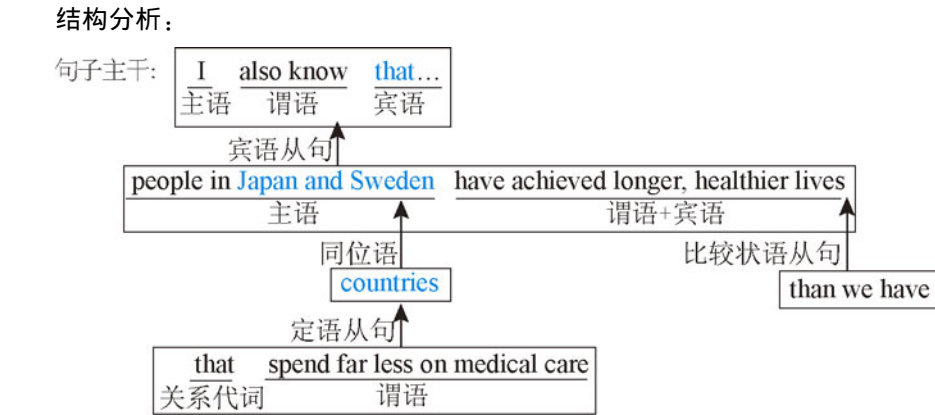 结构分析：
句子主干: I also know that…
主语 谓语 宾语
宾语从句
people in Japan and Sweden have achieved longer, healthier lives
主语 谓语+宾语
同位语 比较状语从句
countries than we have
定语从句
that spend far less on medical care
关系代词 谓语